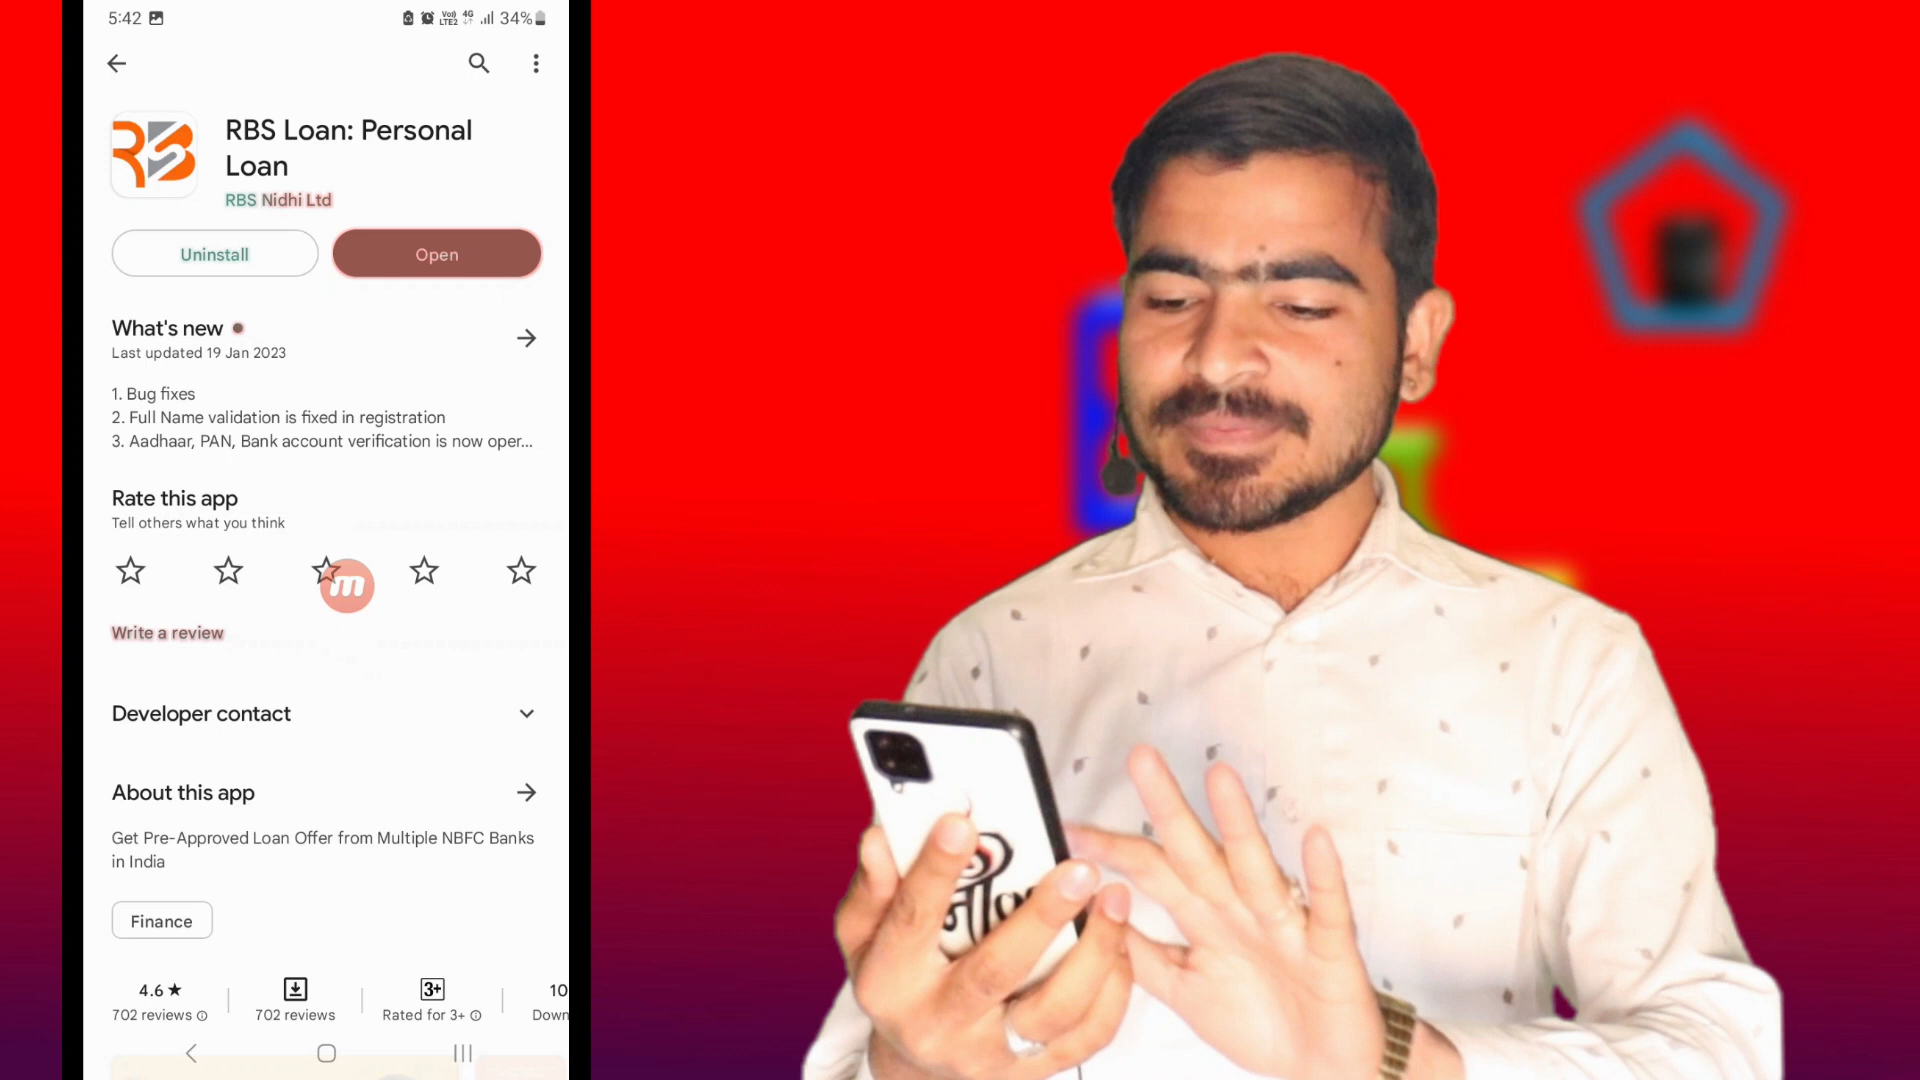 5:42
Vo))
LTE2
4G
34%
RBS
RBS Loan: Personal
Loan
RBS Nidhi Ltd
Uninstall
Open
What's new
Last updated 19 Jan 2023
1. Bug fixes
2. Full Name validation is fixed in registration
3. Aadhaar, PAN, Bank account verification is now oper...
Rate this app
Tell others what you think
m
Write a review
Developer contact
About this app
Get Pre-Approved Loan Offer from Multiple NBFC Banks
in India
Finance
4.6★
3+
10
702 reviews
702 reviews
Rated for 3+
Down